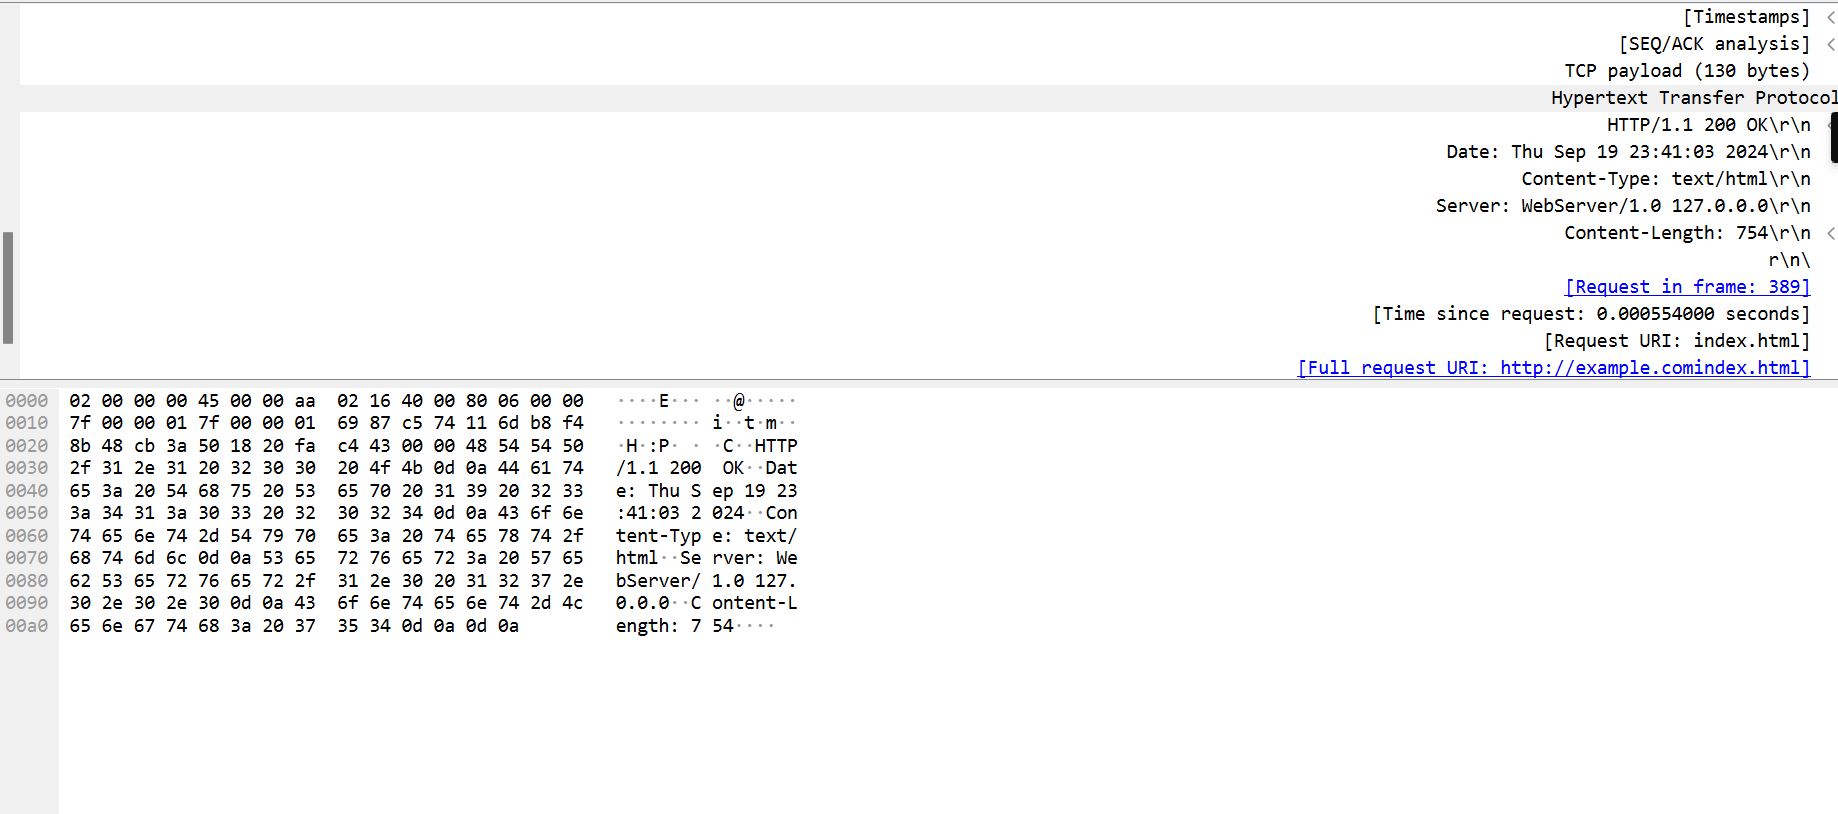 [Timestamps]
[SEQ/ACK analysis]
TCP payload (130 bytes)
Hypertext Transfer Protocol
HTTP/1.1 200 OK\r\n
Date: Thu Sep 19 23:41:03 2024\r\n
Content-Type: text/html\r\n
Server: WebServer/1.0 127.0.0.0\r\n
Content-Length: 754\r\n
r\n\
[Request in frame: 389]
[Time since request: 0.000554000 seconds]
[Request URI: index.html]
[Full request URI: http://example.comindex.html]
0000 02 00 00 00 45 00 00 aa 02 16 40 00 80 06 00 00 ····E··· ··@·····
0010 7f 00 00 01 7f 00 00 01 69 87 c5 74 11 6d b8 f4 ········ i··t·m··
0020 8b 48 cb 3a 50 18 20 fa c4 43 00 00 48 54 54 50 ·H·:P· · ·C··HTTP
0030 2f 31 2e 31 20 32 30 30 20 4f 4b 0d 0a 44 61 74 /1.1 200 OK··Dat
0040 65 3a 20 54 68 75 20 53 65 70 20 31 39 20 32 33 e: Thu S ep 19 23
0050 3a 34 31 3a 30 33 20 32 30 32 34 0d 0a 43 6f 6e :41:03 2 024··Con
0060 74 65 6e 74 2d 54 79 70 65 3a 20 74 65 78 74 2f tent-Typ e: text/
0070 68 74 6d 6c 0d 0a 53 65 72 76 65 72 3a 20 57 65 html··Se rver: We
0080 62 53 65 72 76 65 72 2f 31 2e 30 20 31 32 37 2e bServer/ 1.0 127.
0090 30 2e 30 2e 30 0d 0a 43 6f 6e 74 65 6e 74 2d 4c 0.0.0··C ontent-L
00a0 65 6e 67 74 68 3a 20 37 35 34 0d 0a 0d 0a ength: 7 54····